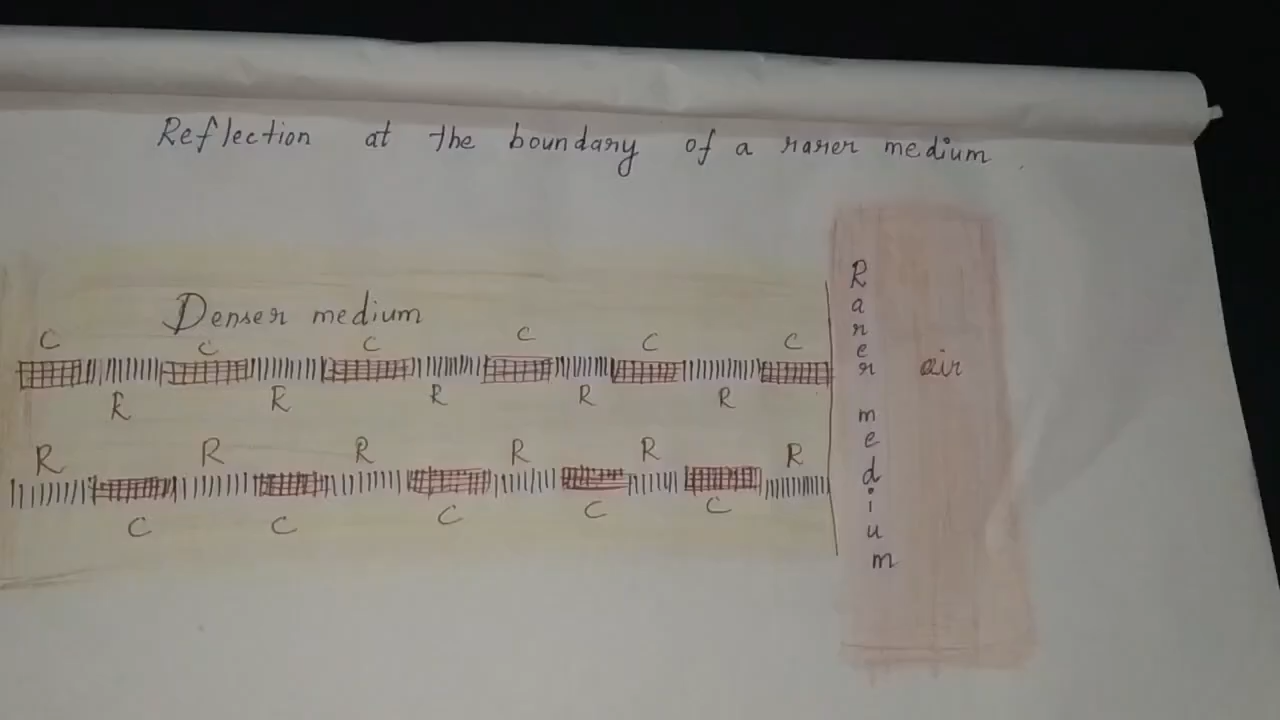 Reflection at the boundary of a rarer medium.
Denser medium
C C C C C C
R R R R R
R R R R R R
C C C C C
Rarer medium
air